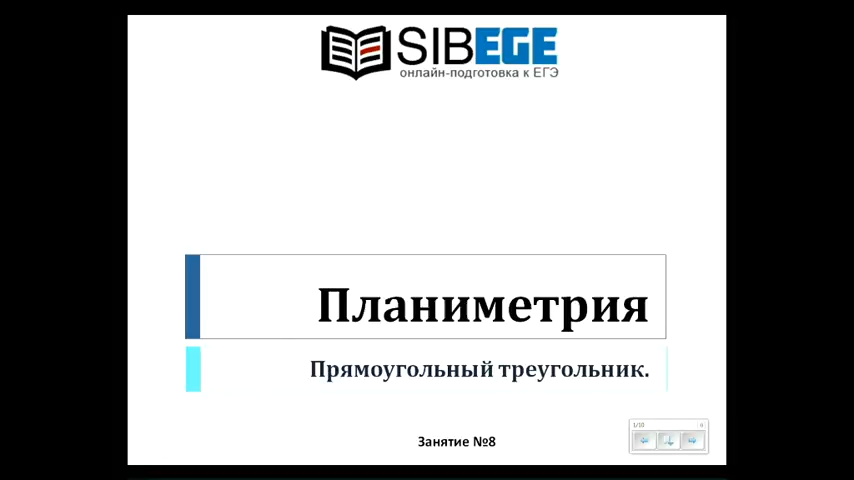 SIBEGE
онлайн-подготовка к ЕГЭ
Планиметрия
Прямоугольный треугольник.
Занятие №8
1/10